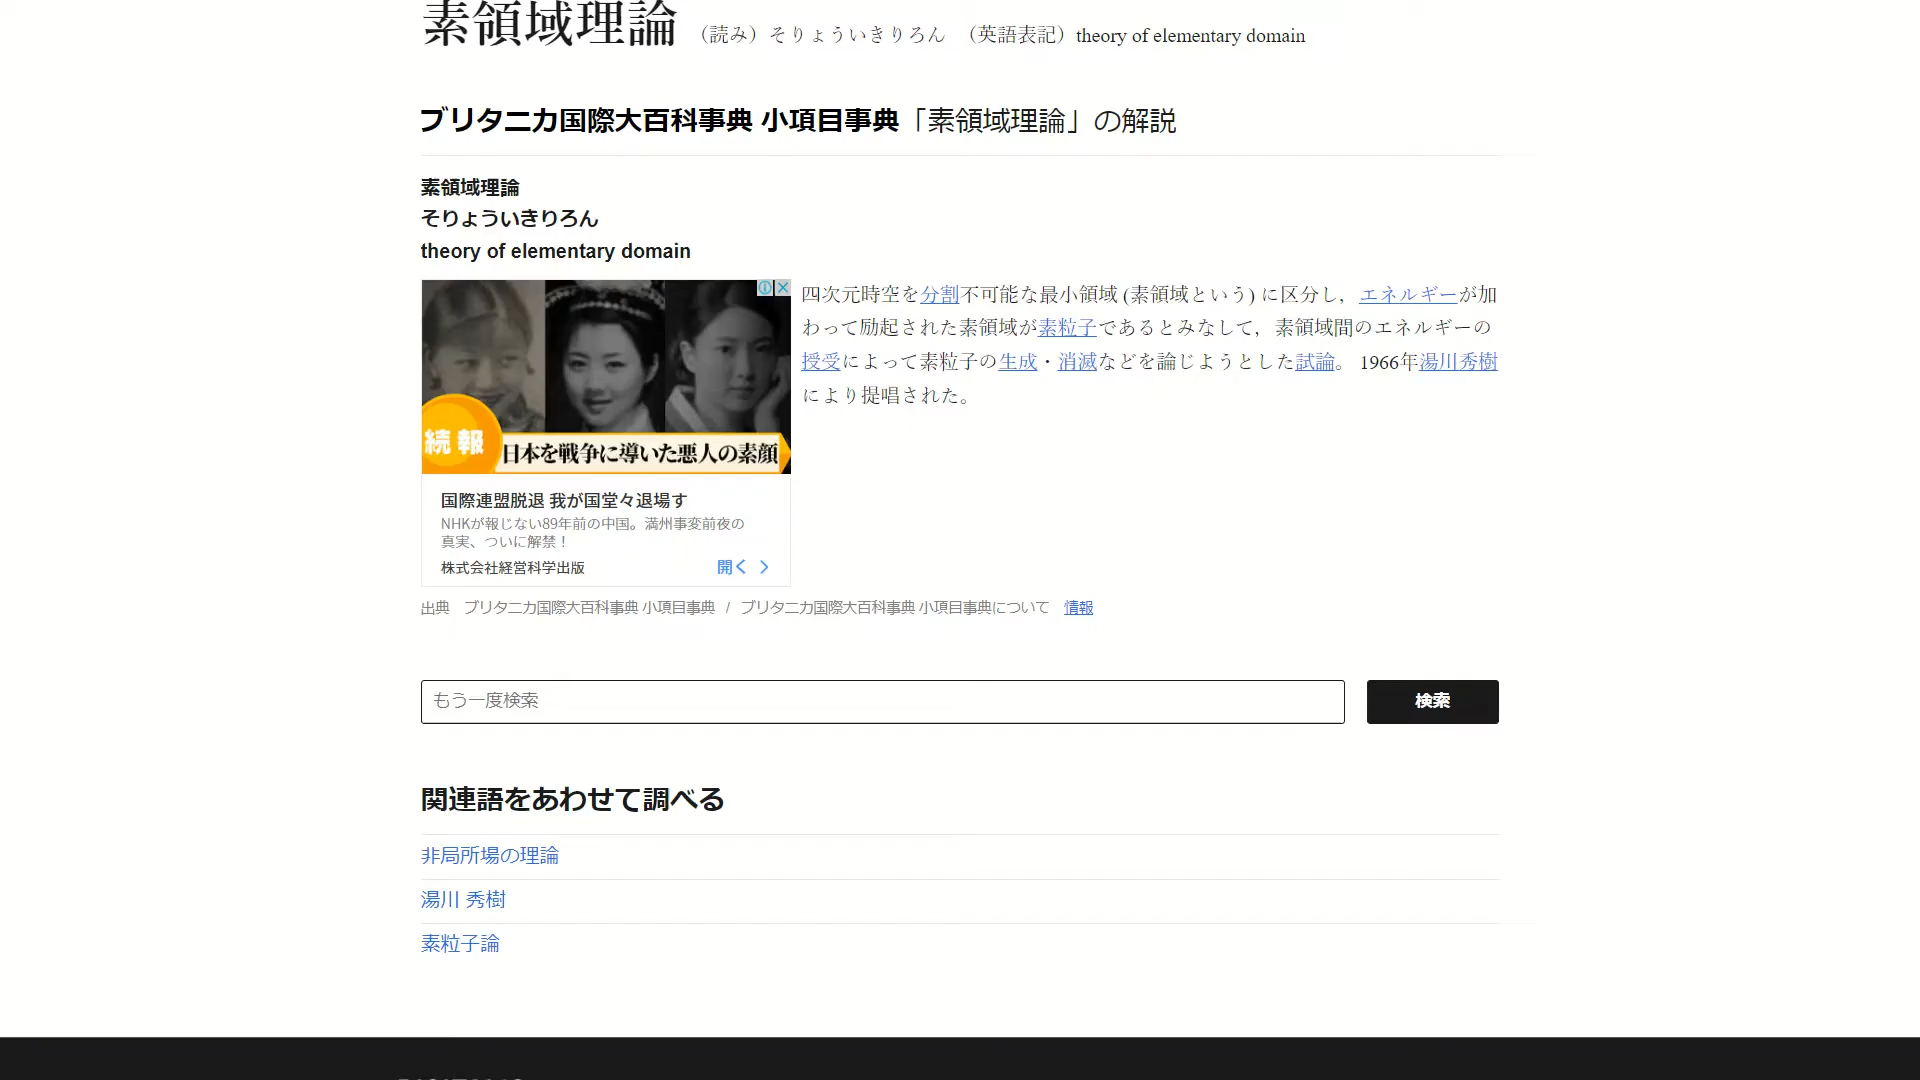 素領域理論 （読み）そりょういきりろん （英語表記）theory of elementary domain
ブリタニカ国際大百科事典 小項目事典「素領域理論」の解説
素領域理論
そりょういきりろん
theory of elementary domain
四次元時空を分割不可能な最小領域 (素領域という) に区分し，エネルギーが加
わって励起された素領域が素粒子であるとみなして，素領域間のエネルギーの
授受によって素粒子の生成・消滅などを論じようとした試論。 1966年湯川秀樹
により提唱された。
続報
日本を戦争に導いた悪人の素顔
国際連盟脱退 我が国堂々退場す
NHKが報じない89年前の中国。満州事変前夜の
真実、ついに解禁！
株式会社経営科学出版 開く
出典 ブリタニカ国際大百科事典 小項目事典 / ブリタニカ国際大百科事典 小項目事典について 情報
もう一度検索 検索
関連語をあわせて調べる
非局所場の理論
湯川 秀樹
素粒子論